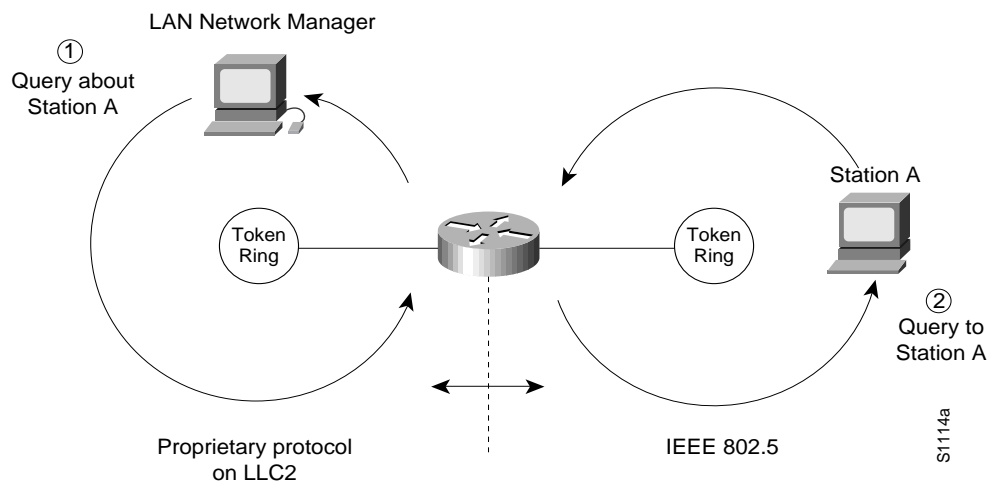 LAN Network Manager
1
Query about
Station A
Station A
Token
Ring
Token
Ring
2
Query to
Station A
Proprietary protocol
on LLC2
IEEE 802.5
S1114a